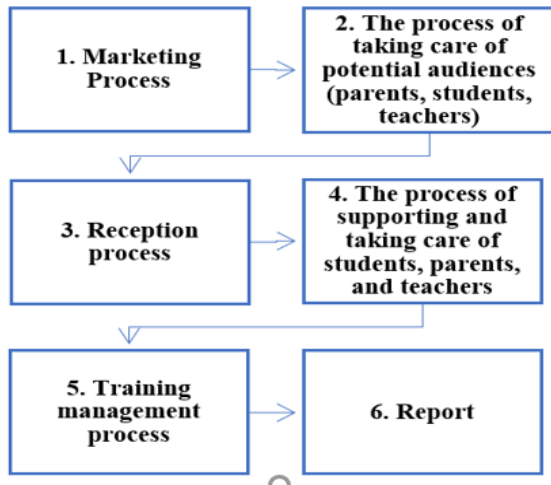 1. Marketing
Process
2. The process of
taking care of
potential audiences
(parents, students,
teachers)
3. Reception
process
4. The process of
supporting and
taking care of
students, parents,
and teachers
5. Training
management
process
6. Report